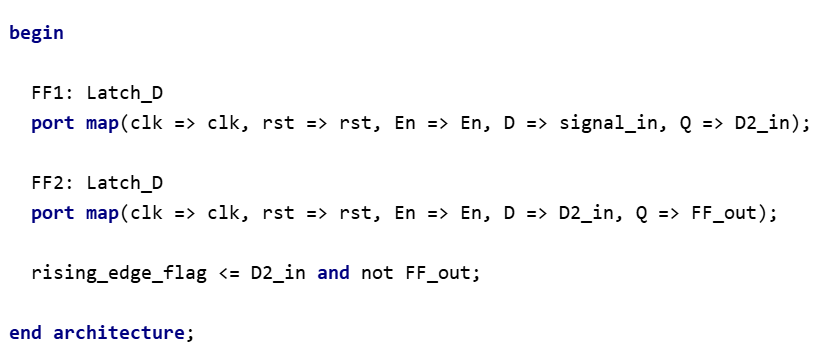 begin
FF1: Latch_D
port map(clk => clk, rst => rst, En => En, D => signal_in, Q => D2_in);
FF2: Latch_D
port map(clk => clk, rst => rst, En => En, D => D2_in, Q => FF_out);
rising_edge_flag <= D2_in and not FF_out;
end architecture;